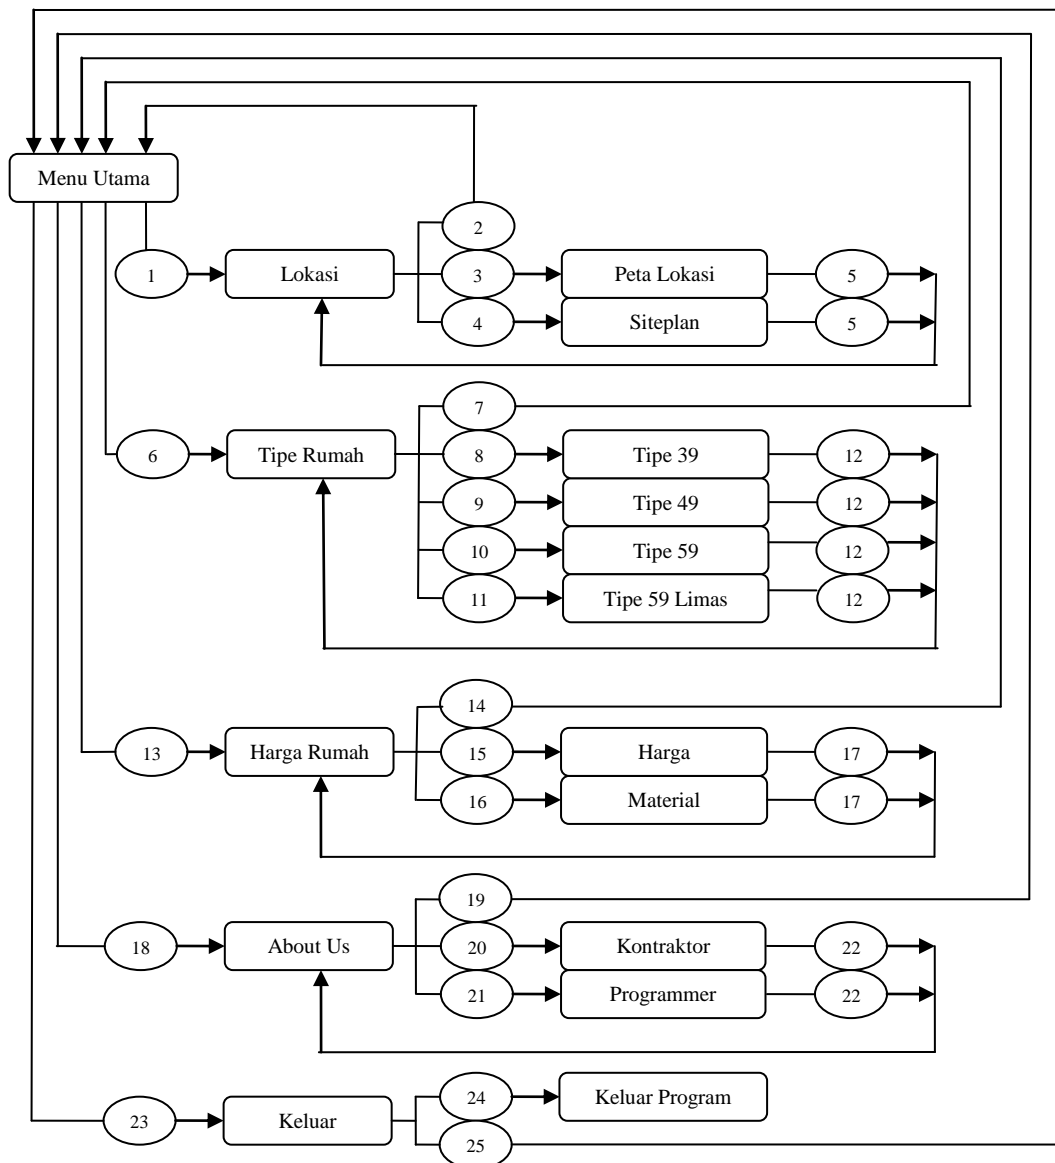 Menu Utama
2
1
Lokasi
3
Peta Lokasi
5
4
Siteplan
5
7
6
Tipe Rumah
8
Tipe 39
12
9
Tipe 49
12
10
Tipe 59
12
11
Tipe 59 Limas
12
14
13
Harga Rumah
15
Harga
17
16
Material
17
19
18
About Us
20
Kontraktor
22
21
Programmer
22
24
Keluar Program
23
Keluar
25